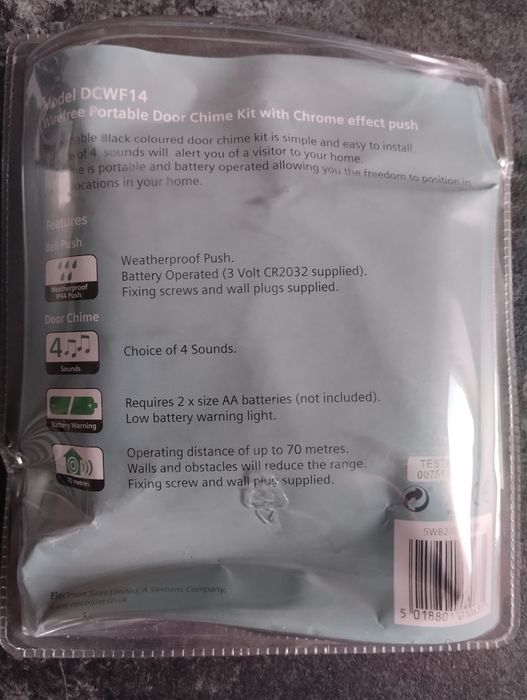 Model DCWF14
Wirefree Portable Door Chime Kit with Chrome effect push
Black coloured door chime kit is simple and easy to install.
of 4 sounds will alert you of a visitor to your home.
is portable and battery operated allowing you the freedom to position in
locations in your home.
Features
Bell Push
Weatherproof
IP44 Push
Weatherproof Push.
Battery Operated (3 Volt CR2032 supplied).
Fixing screws and wall plugs supplied.
Door Chime
4
Sounds
Choice of 4 Sounds.
Battery Warning
Requires 2 x size AA batteries (not included).
Low battery warning light.
70 metres
Operating distance of up to 70 metres.
Walls and obstacles will reduce the range.
Fixing screw and wall plug supplied.
Electrium Sales Limited, A Siemens Company,
www.electrium.co.uk